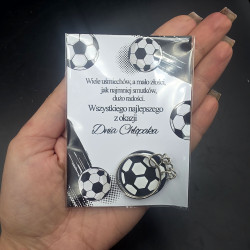 Wiele uśmiechów, a mało złości,
jak najmniej smutków,
dużo radości.
Wszystkiego najlepszego
z okazji
Dnia Chłopaka